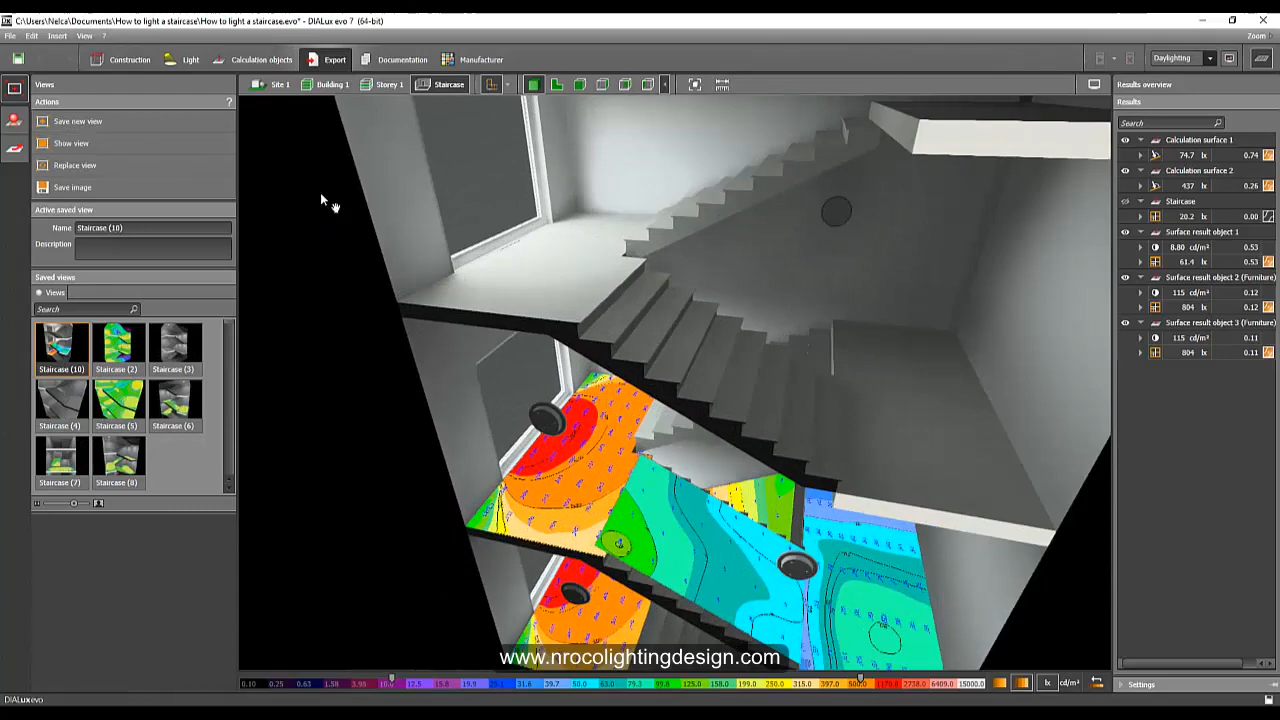 C:\Users\Nelca\Documents\How to light a staircase\How to light a staircase.evo* - DIALux evo 7 (64-bit)
File Edit Insert View ? Zoom
Construction Light Calculation objects Export Documentation Manufacturer Daylighting
Views
Site 1 Building 1 Storey 1 Staircase
Results overview
Actions ?
Results
Save new view
Search
Show view
Calculation surface 1
74.7 lx 0.74
Replace view
Calculation surface 2
437 lx 0.26
Save image
Staircase
20.2 lx 0.00
Active saved view
Name Staircase (10)
Description
Surface result object 1
8.80 cd/m² 0.53
61.4 lx 0.53
Saved views
Views
Surface result object 2 (Furniture)
115 cd/m² 0.12
804 lx 0.12
Search
Surface result object 3 (Furniture)
115 cd/m² 0.11
804 lx 0.11
Staircase (10) Staircase (2) Staircase (3)
Staircase (4) Staircase (5) Staircase (6)
Staircase (7) Staircase (8)
www.nrocolightingdesign.com
0.10 0.25 0.63 1.58 3.98 10.0 12.5 15.8 19.9 25.1 31.6 39.7 50.0 63.0 79.3 99.8 125.0 158.0 199.0 250.0 315.0 397.0 500.0 1170.0 2738.0 6409.0 15000.0 lx cd/m²
Settings
DIALux evo